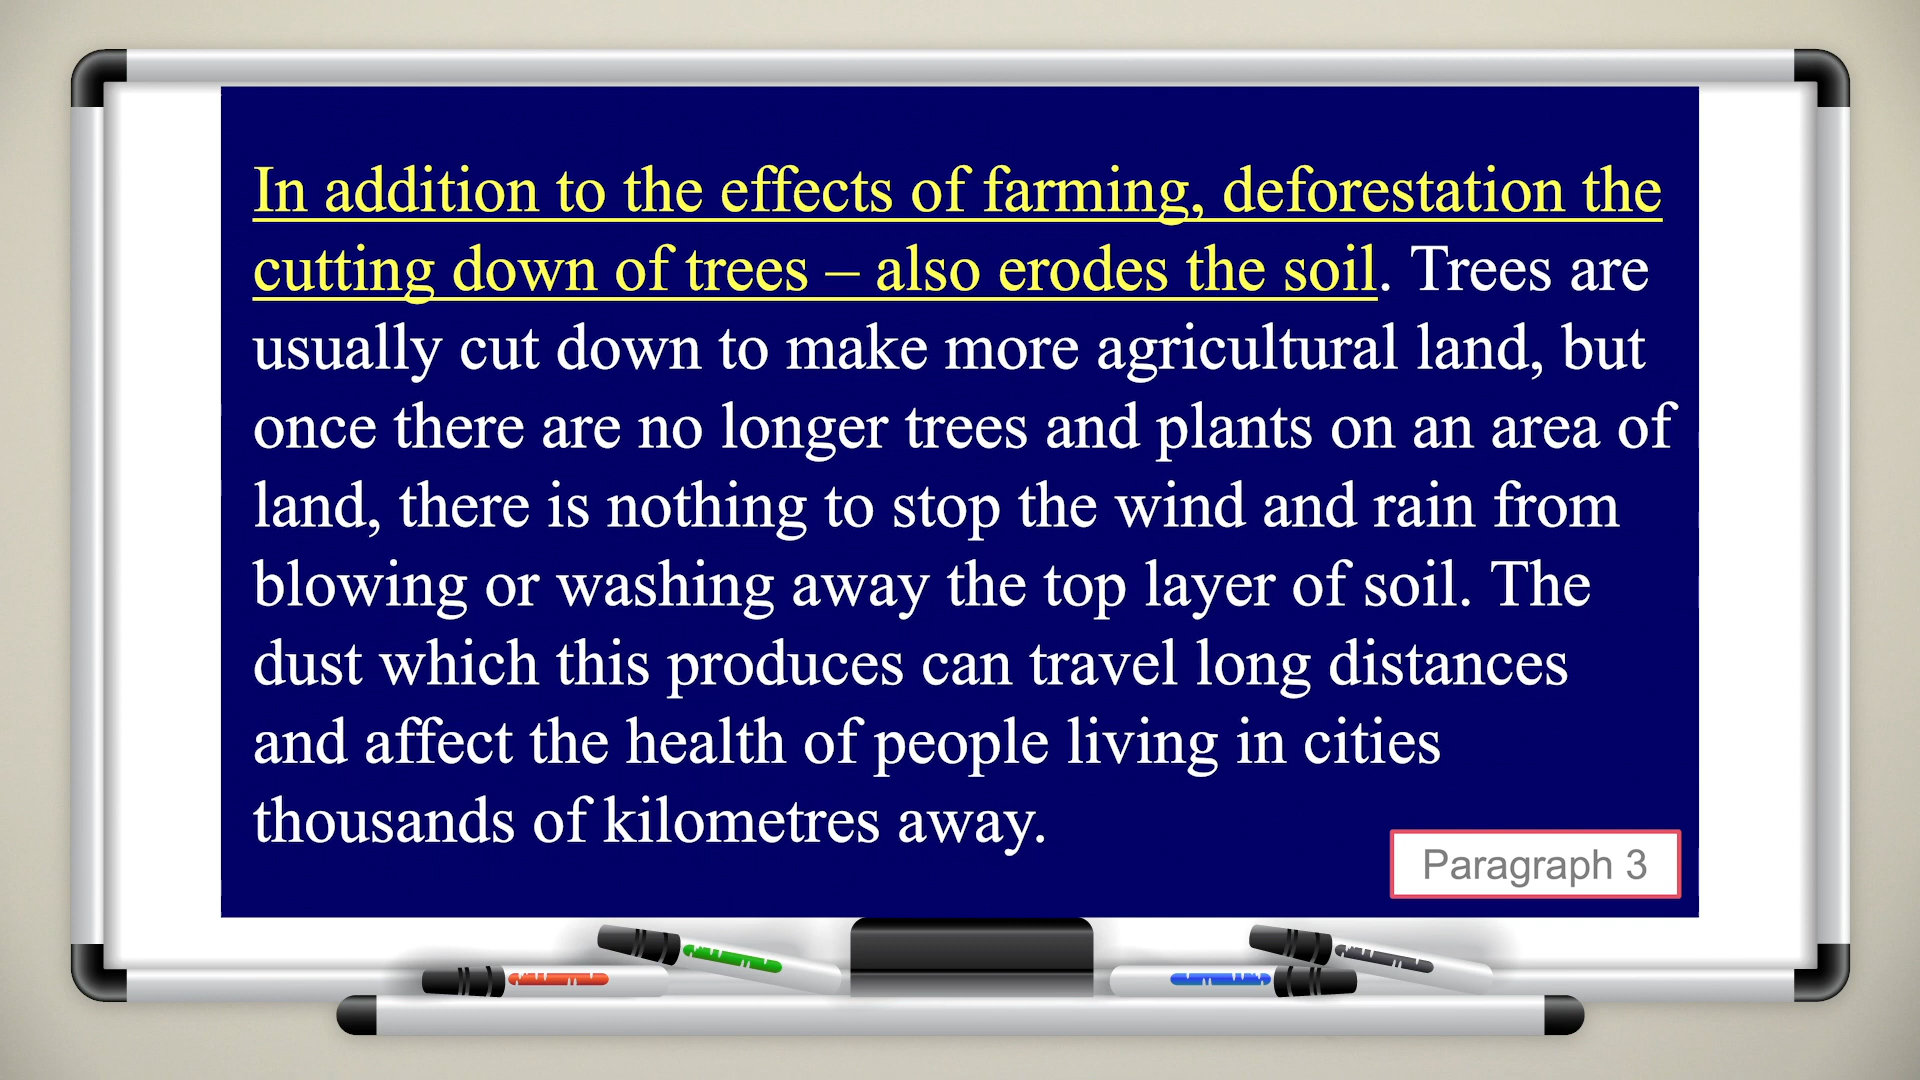 In addition to the effects of farming, deforestation the
cutting down of trees – also erodes the soil. Trees are
usually cut down to make more agricultural land, but
once there are no longer trees and plants on an area of
land, there is nothing to stop the wind and rain from
blowing or washing away the top layer of soil. The
dust which this produces can travel long distances
and affect the health of people living in cities
thousands of kilometres away.
Paragraph 3